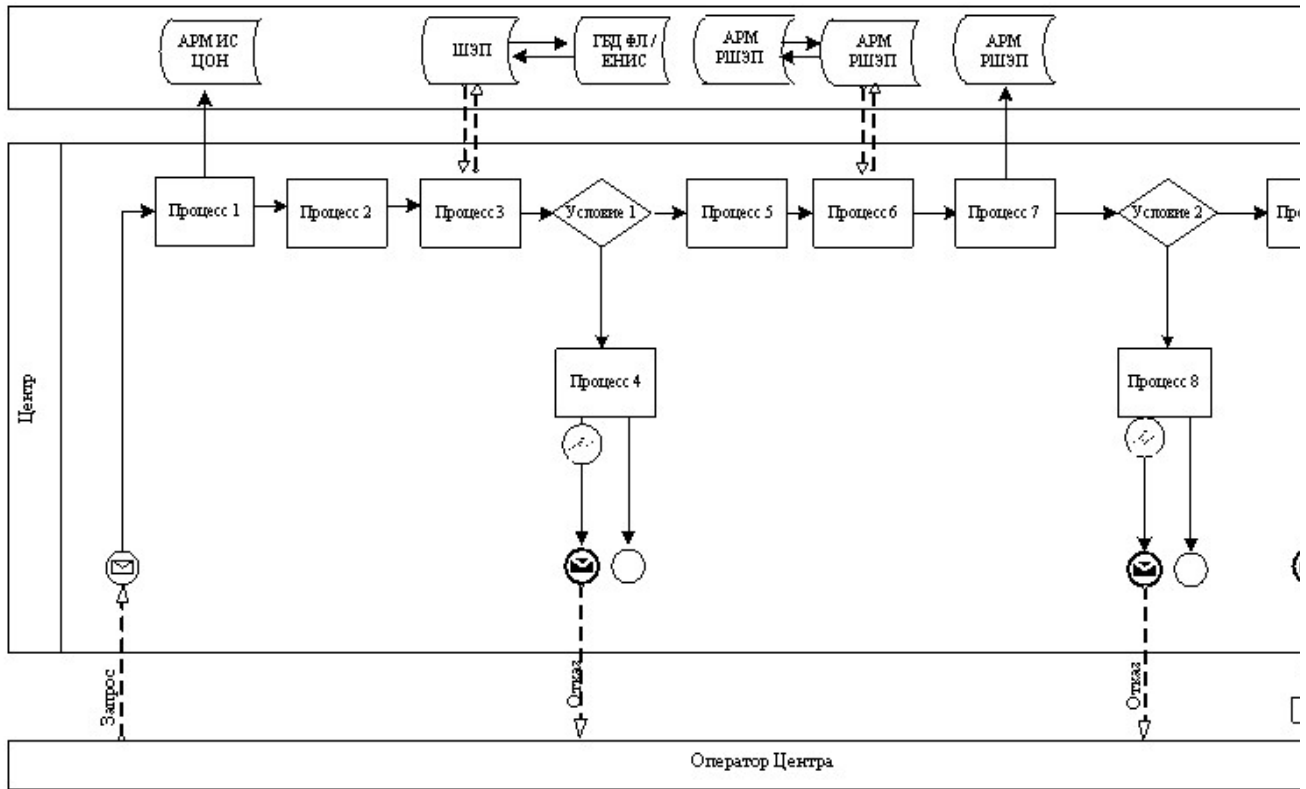 АРМ ИС
ЦОН
ШЭП
ГБД ФЛ /
ЕНИС
АРМ
РШЭП
АРМ
РШЭП
АРМ
РШЭП
Процесс 1
Процесс 2
Процесс 3
Условие 1
Процесс 5
Процесс 6
Процесс 7
Условие 2
Процесс 4
Процесс 8
Центр
Запрос
Отказ
Отказ
Оператор Центра